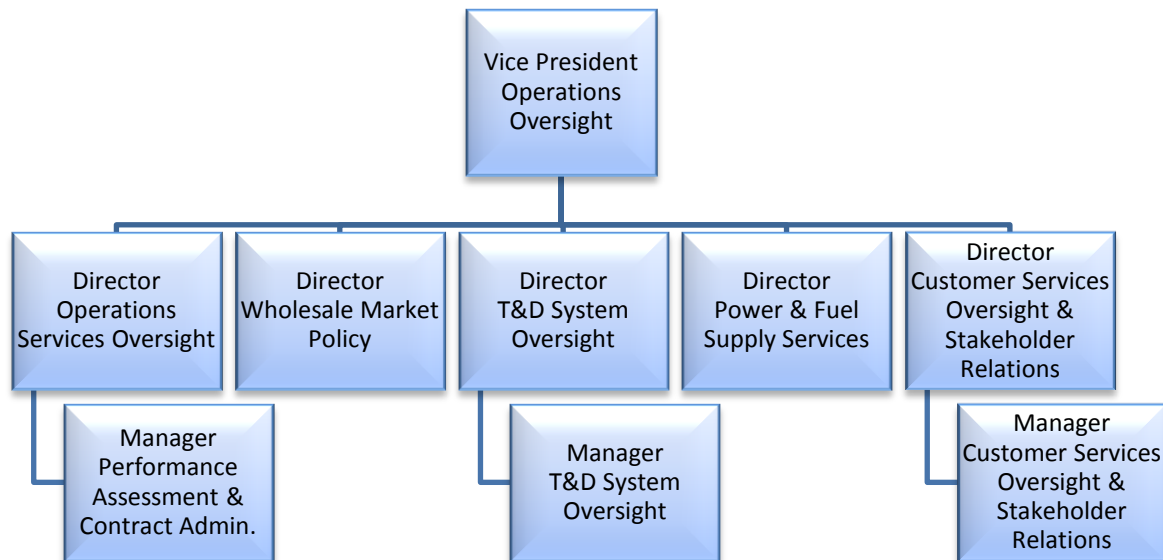 Vice President
Operations
Oversight
Director
Operations
Services Oversight
Director
Wholesale Market
Policy
Director
T&D System
Oversight
Director
Power & Fuel
Supply Services
Director
Customer Services
Oversight &
Stakeholder
Relations
Manager
Performance
Assessment &
Contract Admin.
Manager
T&D System
Oversight
Manager
Customer Services
Oversight &
Stakeholder
Relations